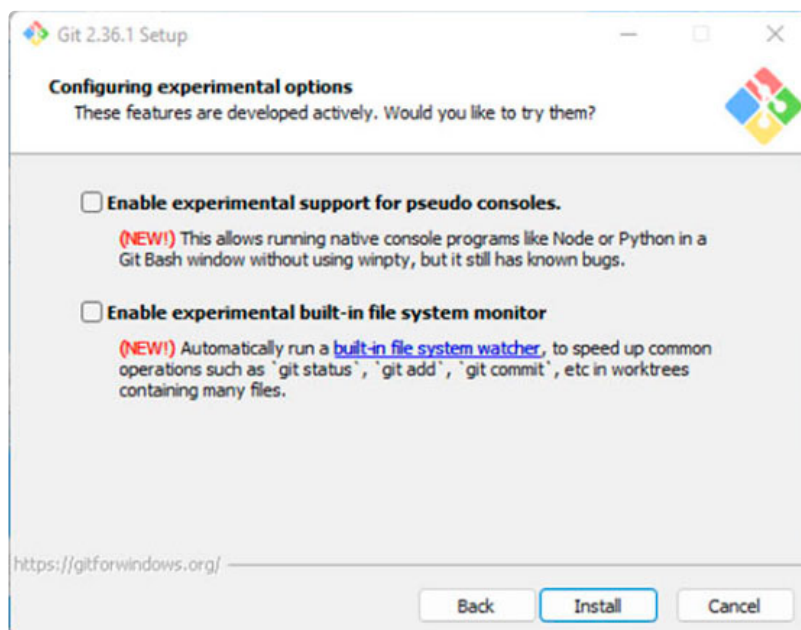 Git 2.36.1 Setup
Configuring experimental options
These features are developed actively. Would you like to try them?
Enable experimental support for pseudo consoles.
(NEW!) This allows running native console programs like Node or Python in a
Git Bash window without using winpty, but it still has known bugs.
Enable experimental built-in file system monitor
(NEW!) Automatically run a built-in file system watcher, to speed up common
operations such as `git status`, `git add`, `git commit`, etc in worktrees
containing many files.
https://gitforwindows.org/
Back Install Cancel